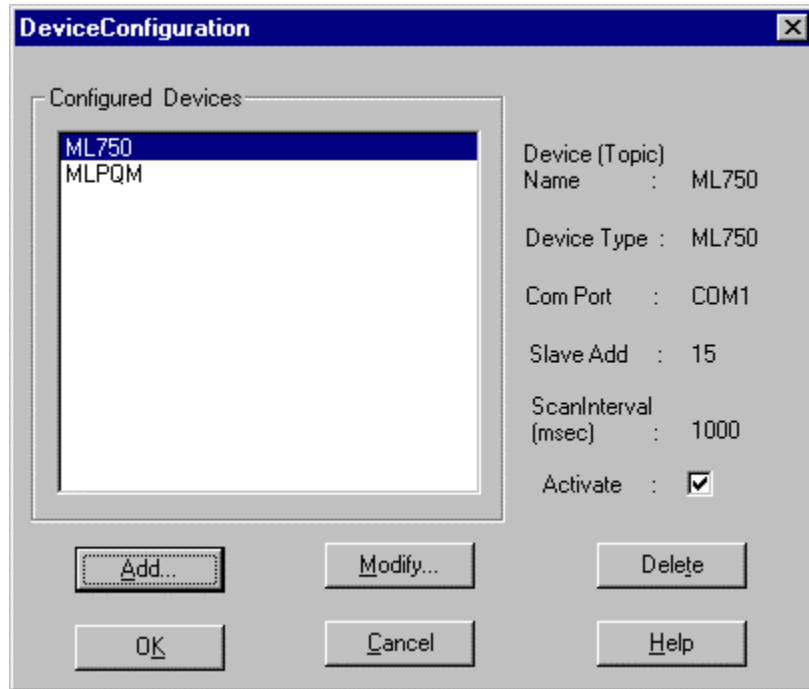 DeviceConfiguration
Configured Devices
ML750
MLPQM
Device (Topic)
Name : ML750
Device Type : ML750
Com Port : COM1
Slave Add : 15
ScanInterval
(msec) : 1000
Activate :
Add...
Modify...
Delete
OK
Cancel
Help